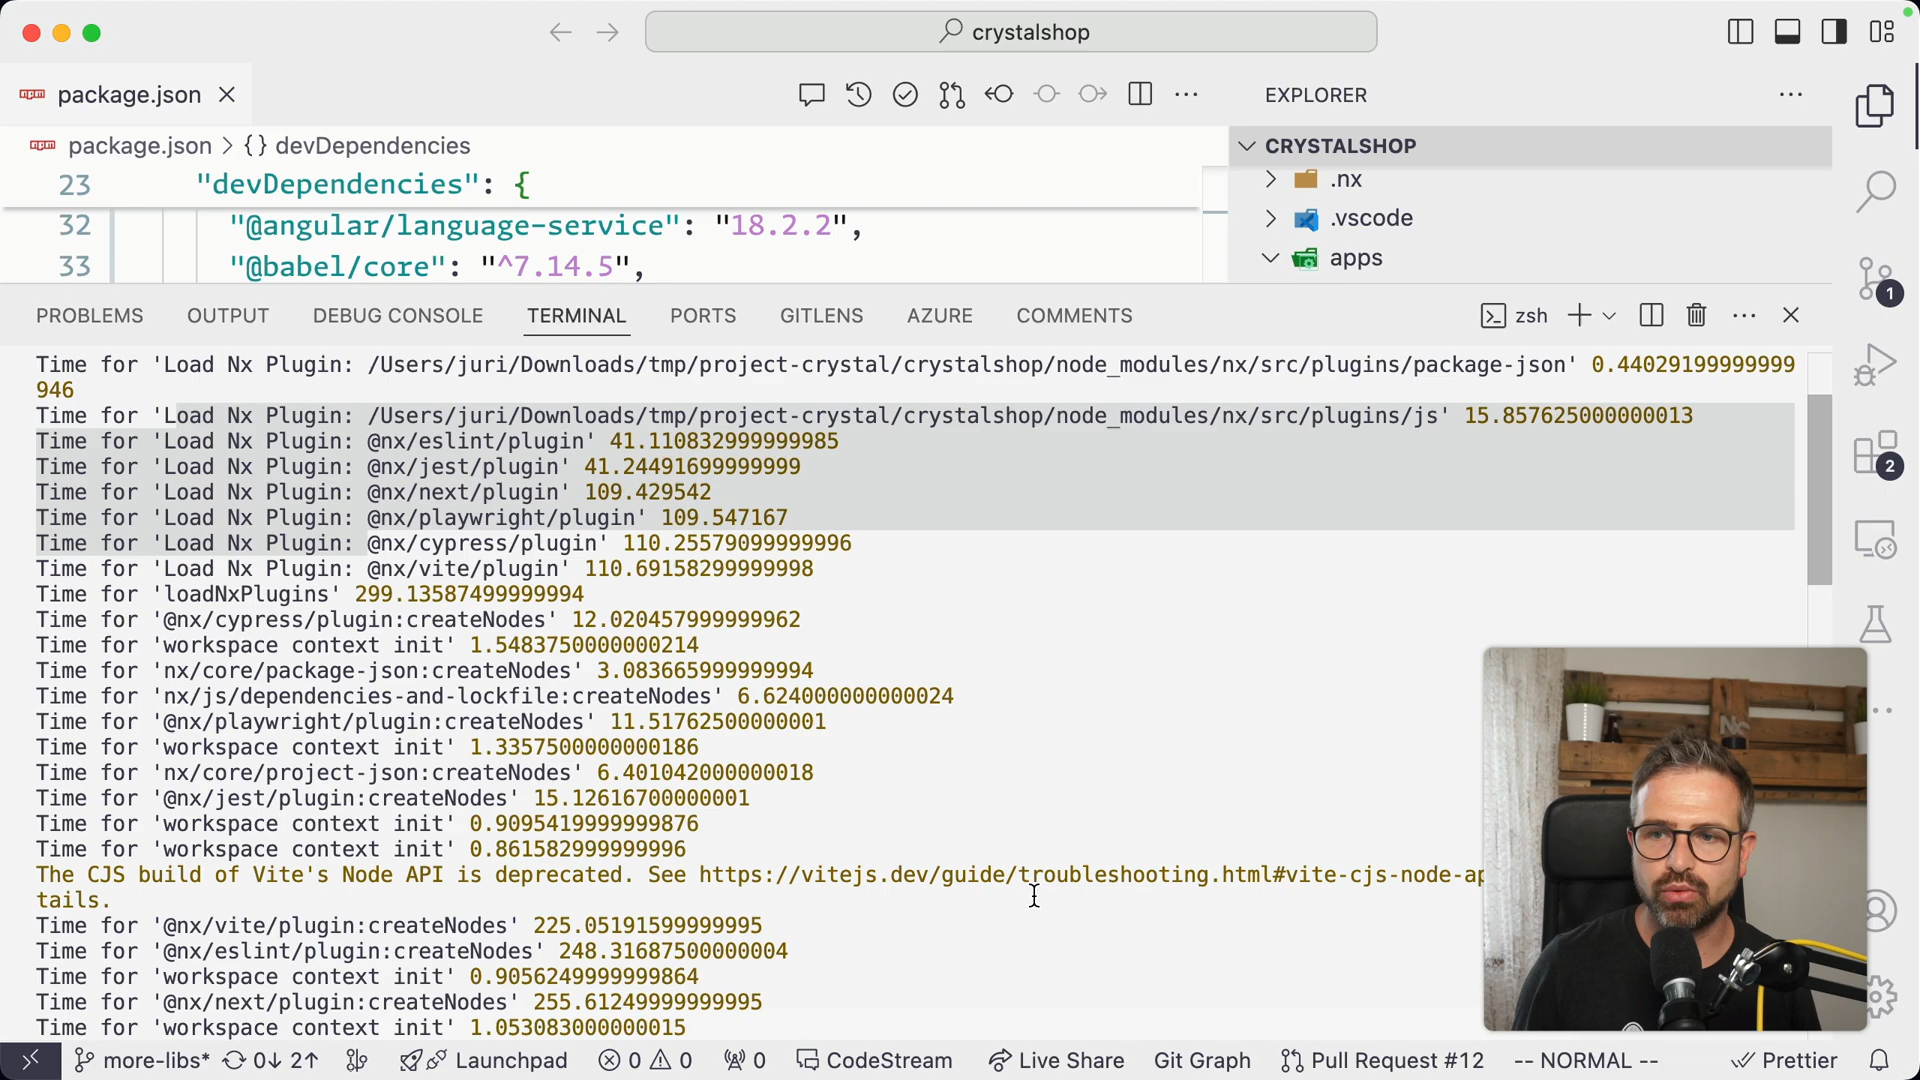 crystalshop
package.json
EXPLORER
package.json > {} devDependencies
CRYSTALSHOP
23 "devDependencies": {
.nx
32 "@angular/language-service": "18.2.2",
.vscode
33 "@babel/core": "^7.14.5",
apps
1
PROBLEMS OUTPUT DEBUG CONSOLE TERMINAL PORTS GITLENS AZURE COMMENTS zsh
Time for 'Load Nx Plugin: /Users/juri/Downloads/tmp/project-crystal/crystalshop/node_modules/nx/src/plugins/package-json' 0.44029199999999
946
Time for 'Load Nx Plugin: /Users/juri/Downloads/tmp/project-crystal/crystalshop/node_modules/nx/src/plugins/js' 15.857625000000013
Time for 'Load Nx Plugin: @nx/eslint/plugin' 41.110832999999985
Time for 'Load Nx Plugin: @nx/jest/plugin' 41.24491699999999
2
Time for 'Load Nx Plugin: @nx/next/plugin' 109.429542
Time for 'Load Nx Plugin: @nx/playwright/plugin' 109.547167
Time for 'Load Nx Plugin: @nx/cypress/plugin' 110.25579099999996
Time for 'Load Nx Plugin: @nx/vite/plugin' 110.69158299999998
Time for 'loadNxPlugins' 299.13587499999994
Time for '@nx/cypress/plugin:createNodes' 12.020457999999962
Time for 'workspace context init' 1.5483750000000214
Time for 'nx/core/package-json:createNodes' 3.083665999999994
Time for 'nx/js/dependencies-and-lockfile:createNodes' 6.624000000000024
Time for '@nx/playwright/plugin:createNodes' 11.51762500000001
Time for 'workspace context init' 1.3357500000000186
Time for 'nx/core/project-json:createNodes' 6.401042000000018
Time for '@nx/jest/plugin:createNodes' 15.12616700000001
Time for 'workspace context init' 0.9095419999999876
Time for 'workspace context init' 0.861582999999996
The CJS build of Vite's Node API is deprecated. See https://vitejs.dev/guide/troubleshooting.html#vite-cjs-node-ap
tails.
Time for '@nx/vite/plugin:createNodes' 225.05191599999995
Time for '@nx/eslint/plugin:createNodes' 248.31687500000004
Time for 'workspace context init' 0.9056249999999864
Time for '@nx/next/plugin:createNodes' 255.61249999999995
Time for 'workspace context init' 1.053083000000015
more-libs* 0↓ 2↑ Launchpad 0 0 0 CodeStream Live Share Git Graph Pull Request #12 -- NORMAL -- Prettier